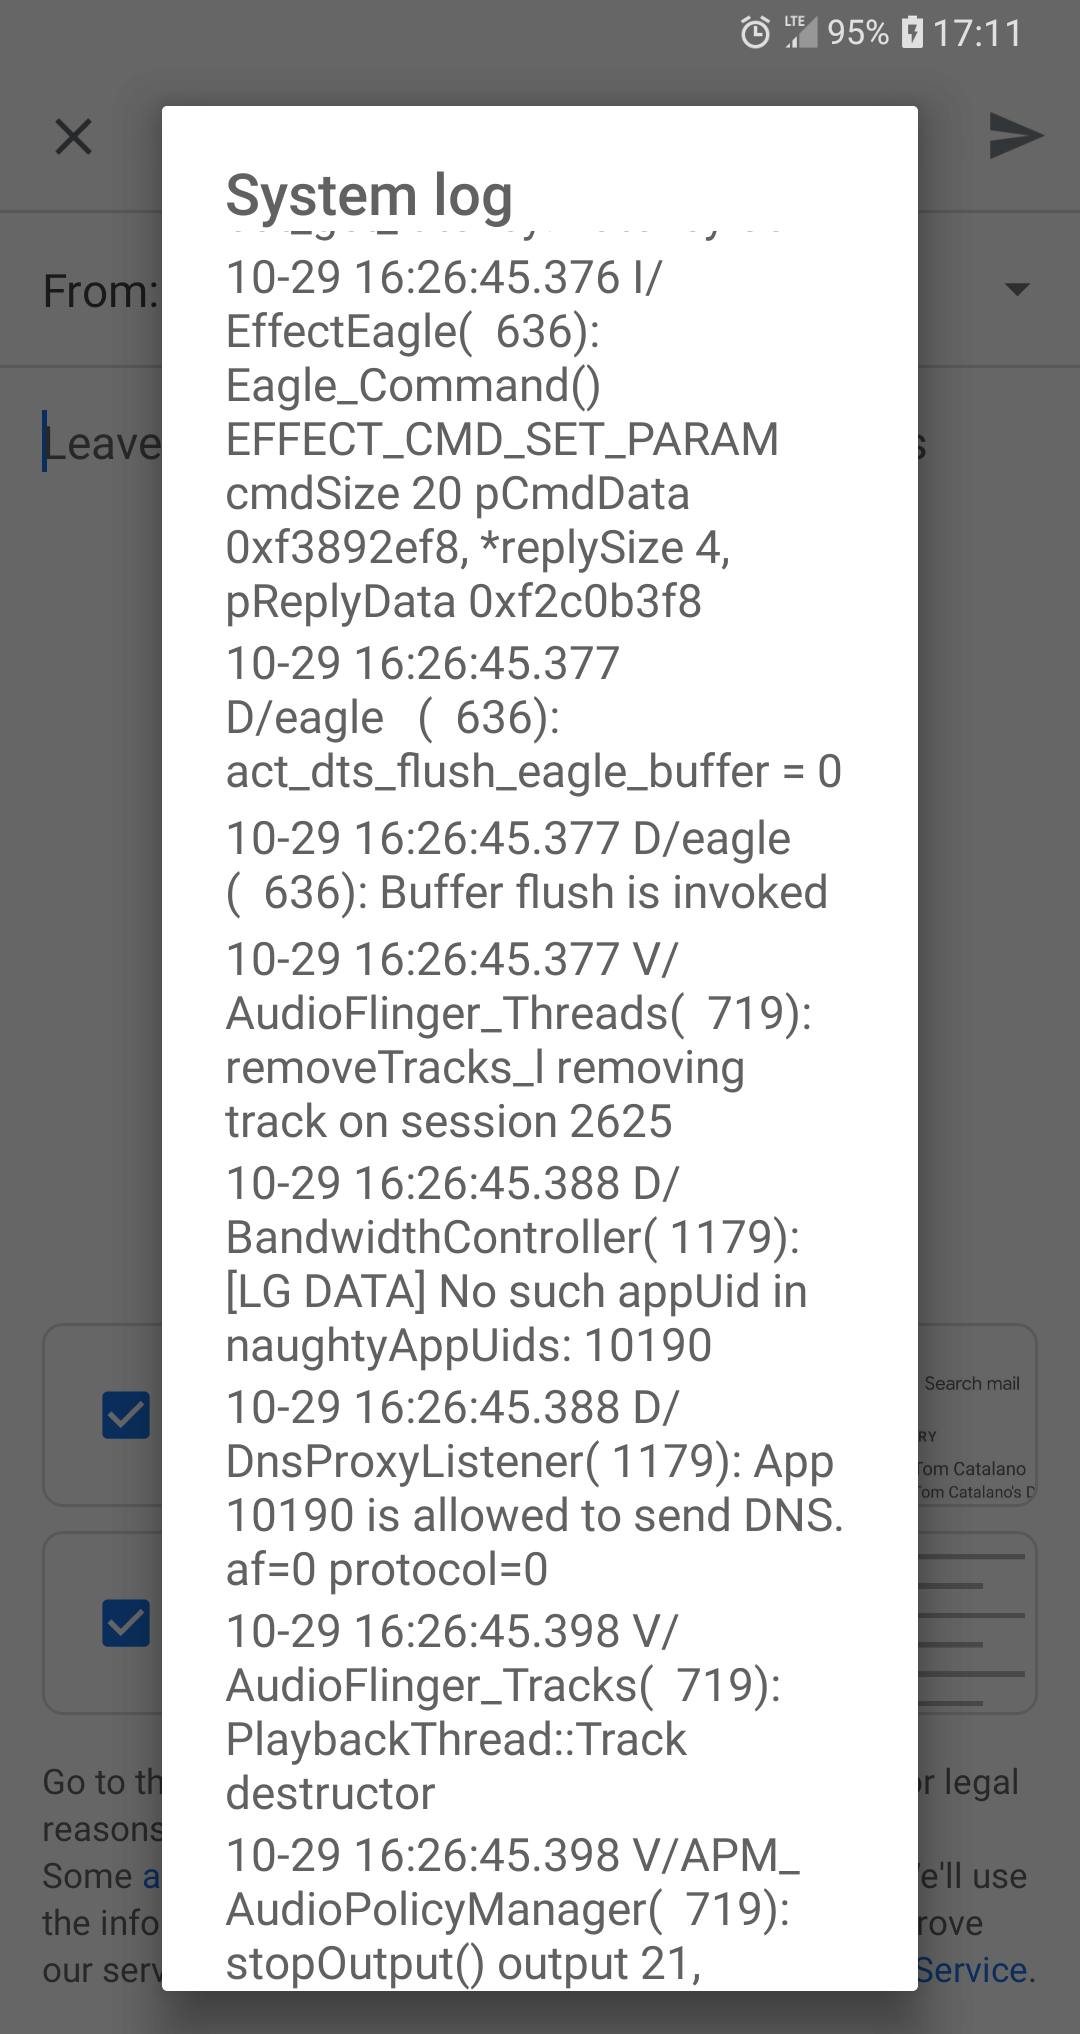 LTE 95% 17:11
System log
From:
10-29 16:26:45.376 I/
EffectEagle(  636):
Eagle_Command()
EFFECT_CMD_SET_PARAM
cmdSize 20 pCmdData
0xf3892ef8, *replySize 4,
pReplyData 0xf2c0b3f8
Leave
10-29 16:26:45.377
D/eagle   (  636):
act_dts_flush_eagle_buffer = 0
10-29 16:26:45.377 D/eagle
(  636): Buffer flush is invoked
10-29 16:26:45.377 V/
AudioFlinger_Threads(  719):
removeTracks_l removing
track on session 2625
10-29 16:26:45.388 D/
BandwidthController( 1179):
[LG DATA] No such appUid in
naughtyAppUids: 10190
10-29 16:26:45.388 D/
DnsProxyListener( 1179): App
10190 is allowed to send DNS.
af=0 protocol=0
10-29 16:26:45.398 V/
AudioFlinger_Tracks(  719):
PlaybackThread::Track
destructor
10-29 16:26:45.398 V/APM_
AudioPolicyManager(  719):
stopOutput() output 21,
Search mail
RY
Tom Catalano
Tom Catalano's D
Go to th
r legal
reasons
Some a
e'll use
the info
rove
our serv
Service.